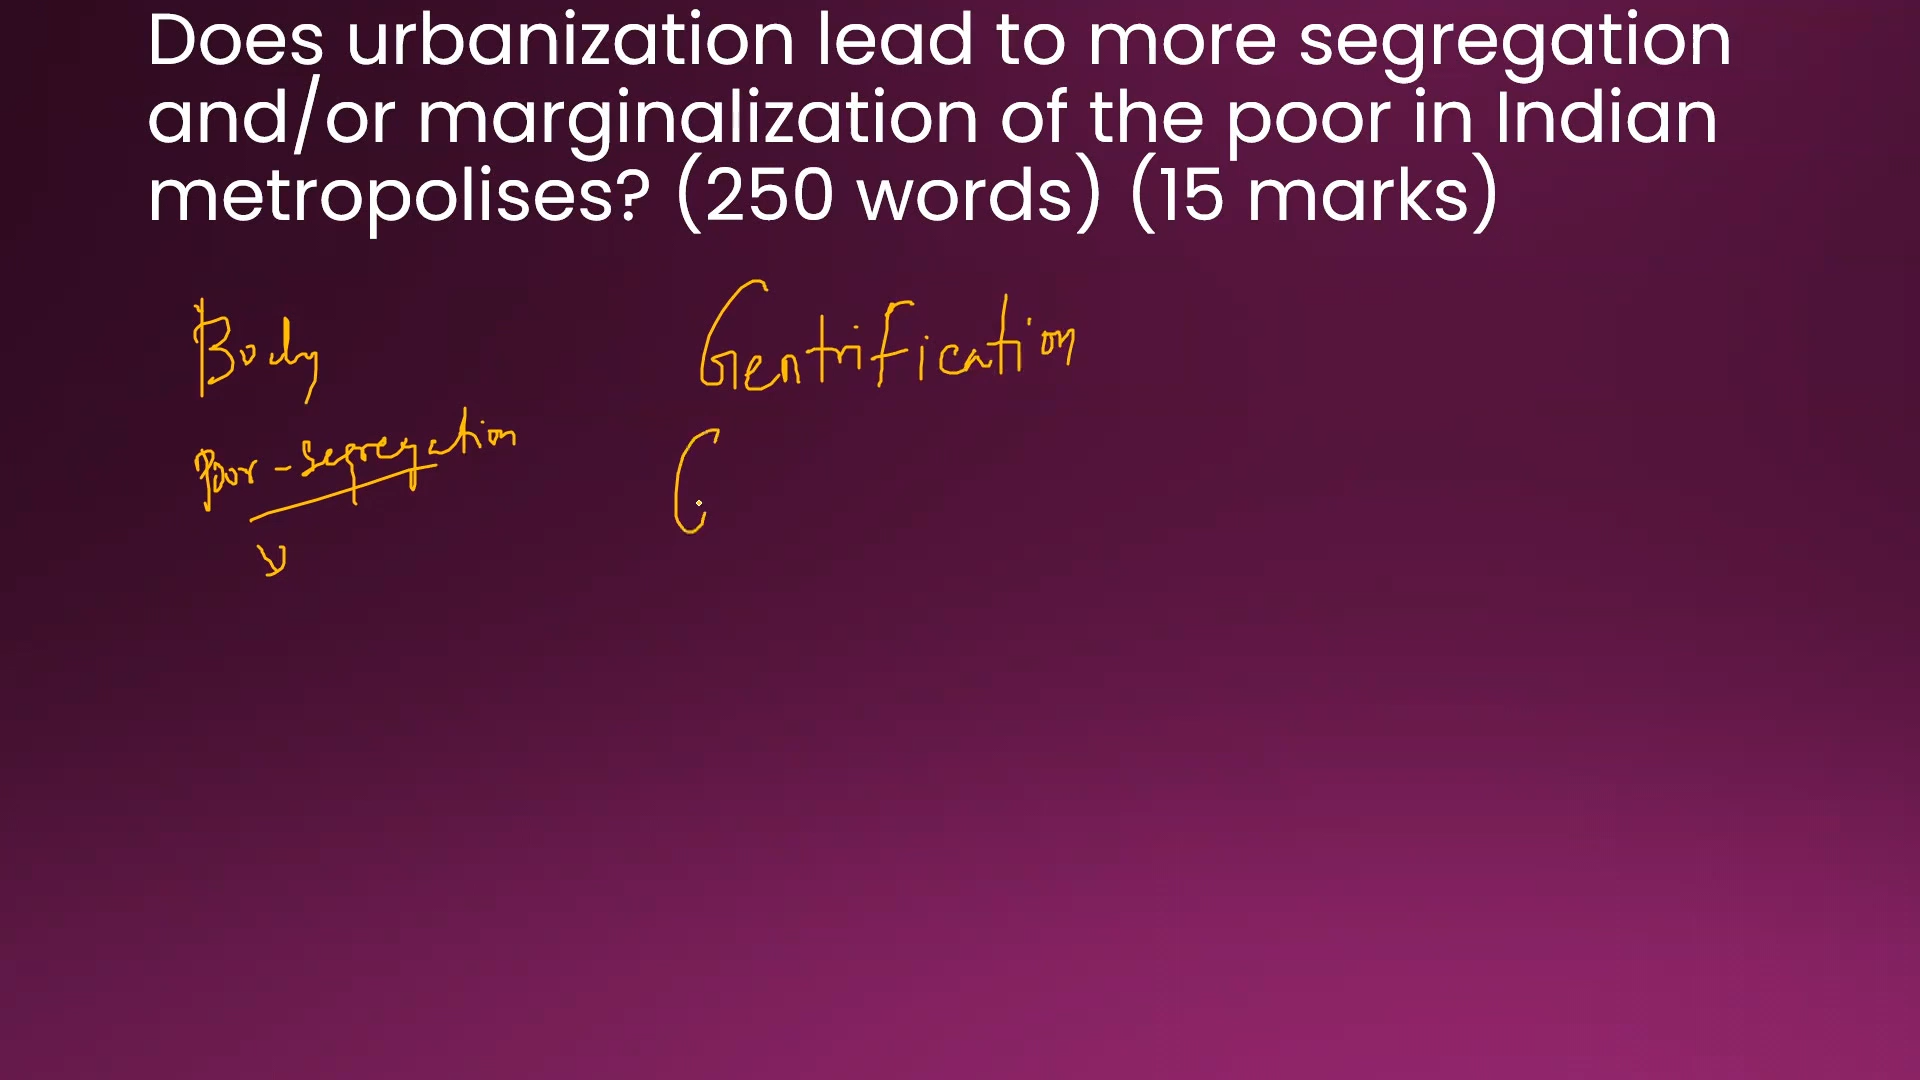 Does urbanization lead to more segregation
and/or marginalization of the poor in Indian
metropolises? (250 words) (15 marks)
Body
Gentrification
Poor - segregation